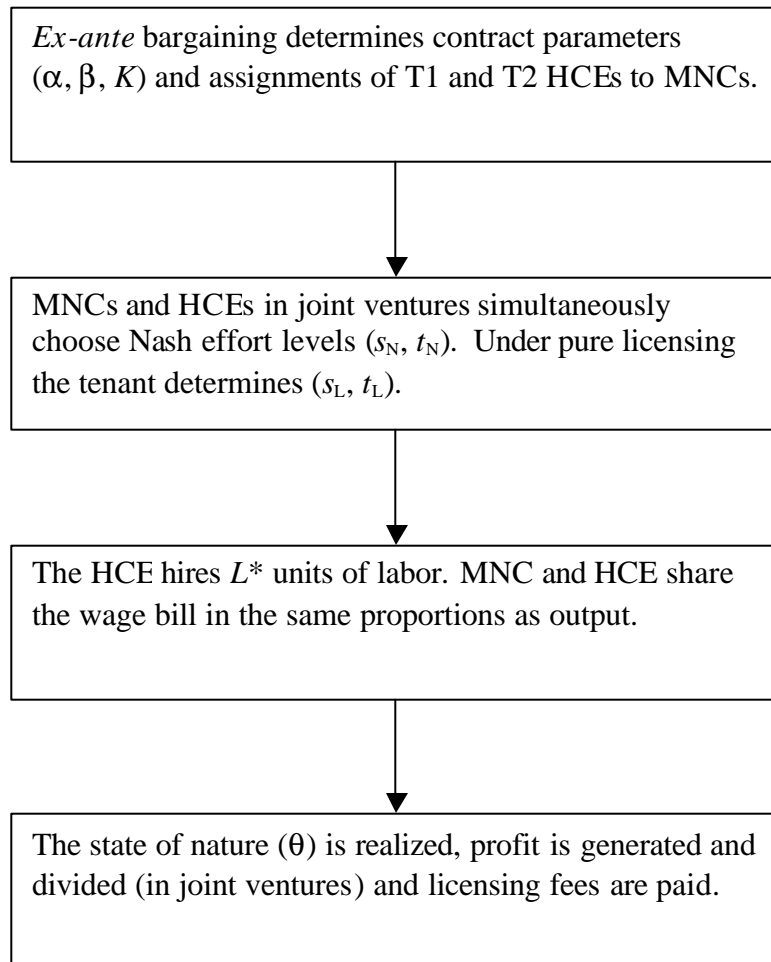 Ex-ante bargaining determines contract parameters
(α, β, K) and assignments of T1 and T2 HCEs to MNCs.
MNCs and HCEs in joint ventures simultaneously
choose Nash effort levels (sN, tN).  Under pure licensing
the tenant determines (sL, tL).
The HCE hires L* units of labor. MNC and HCE share
the wage bill in the same proportions as output.
The state of nature (θ) is realized, profit is generated and
divided (in joint ventures) and licensing fees are paid.